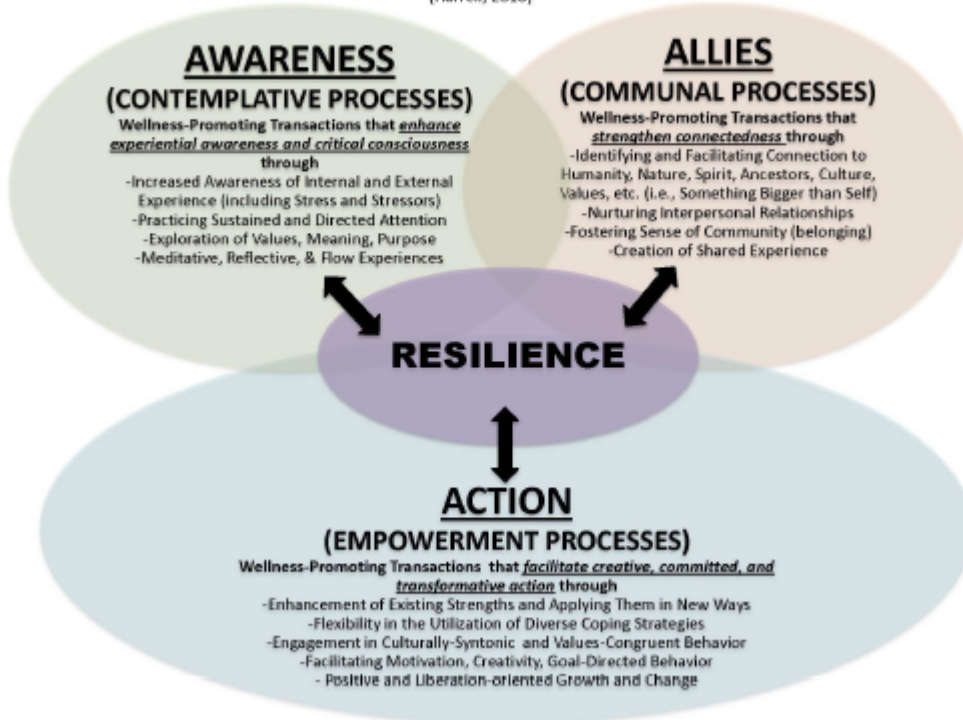 AWARENESS
(CONTEMPLATIVE PROCESSES)
Wellness-Promoting Transactions that enhance
experiential awareness and critical consciousness
through
-Increased Awareness of Internal and External
Experience (including Stress and Stressors)
-Practicing Sustained and Directed Attention
-Exploration of Values, Meaning, Purpose
-Meditative, Reflective, & Flow Experiences
ALLIES
(COMMUNAL PROCESSES)
Wellness-Promoting Transactions that
strengthen connectedness through
-Identifying and Facilitating Connection to
Humanity, Nature, Spirit, Ancestors, Culture,
Values, etc. (i.e., Something Bigger than Self)
-Nurturing Interpersonal Relationships
-Fostering Sense of Community (belonging)
-Creation of Shared Experience
RESILIENCE
ACTION
(EMPOWERMENT PROCESSES)
Wellness-Promoting Transactions that facilitate creative, committed, and
transformative action through
-Enhancement of Existing Strengths and Applying Them in New Ways
-Flexibility in the Utilization of Diverse Coping Strategies
-Engagement in Culturally-Syntonic and Values-Congruent Behavior
-Facilitating Motivation, Creativity, Goal-Directed Behavior
- Positive and Liberation-oriented Growth and Change